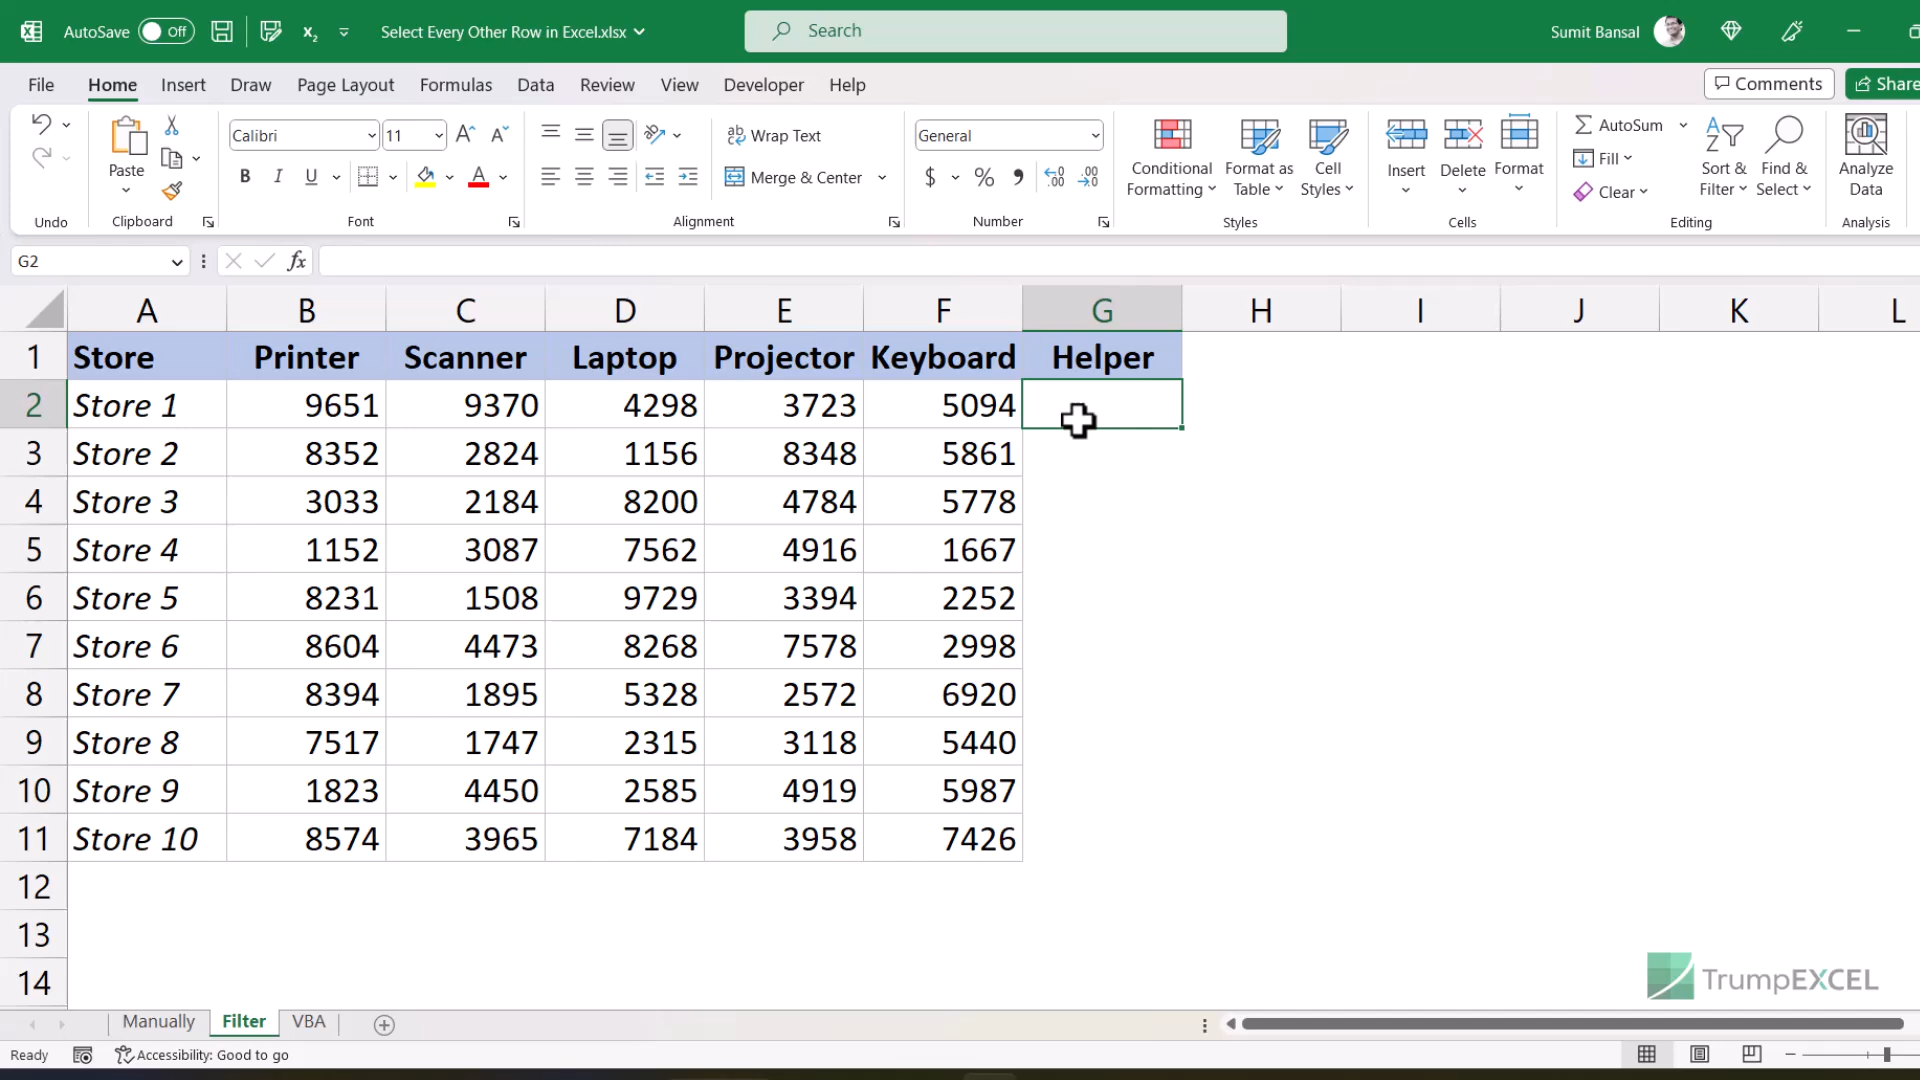 AutoSave Off x₂ Select Every Other Row in Excel.xlsx Search Sumit Bansal
File Home Insert Draw Page Layout Formulas Data Review View Developer Help Comments Share
Paste Calibri 11 B I U A Wrap Text Merge & Center General $ % Conditional Formatting Format as Table Cell Styles Insert Delete Format AutoSum Fill Clear Sort & Filter Find & Select Analyze Data
Undo Clipboard Font Alignment Number Styles Cells Editing Analysis
G2 fx
A B C D E F G H I J K L
1 Store Printer Scanner Laptop Projector Keyboard Helper
2 Store 1 9651 9370 4298 3723 5094
3 Store 2 8352 2824 1156 8348 5861
4 Store 3 3033 2184 8200 4784 5778
5 Store 4 1152 3087 7562 4916 1667
6 Store 5 8231 1508 9729 3394 2252
7 Store 6 8604 4473 8268 7578 2998
8 Store 7 8394 1895 5328 2572 6920
9 Store 8 7517 1747 2315 3118 5440
10 Store 9 1823 4450 2585 4919 5987
11 Store 10 8574 3965 7184 3958 7426
12
13
14
TrumpEXCEL
Manually Filter VBA
Ready Accessibility: Good to go